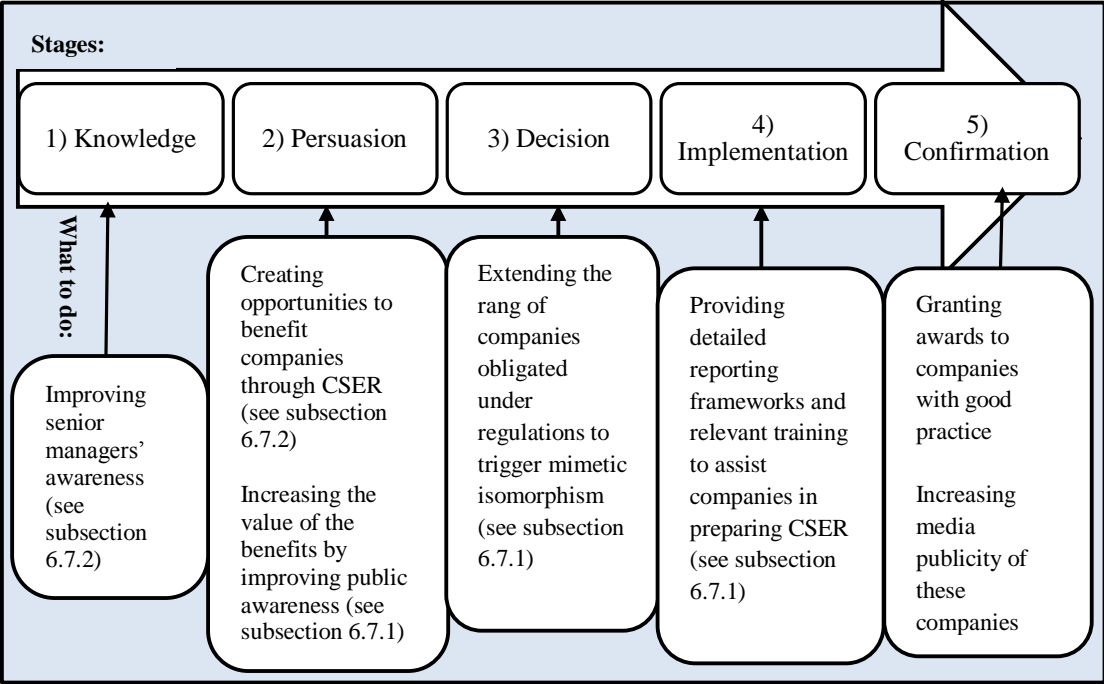 Stages:
1) Knowledge
2) Persuasion
3) Decision
4)
Implementation
5)
Confirmation
What to do:
Improving
senior
managers’
awareness
(see
subsection
6.7.2)
Creating
opportunities to
benefit
companies
through CSER
(see subsection
6.7.2)
Increasing the
value of the
benefits by
improving public
awareness (see
subsection 6.7.1)
Extending the
rang of
companies
obligated
under
regulations to
trigger mimetic
isomorphism
(see subsection
6.7.1)
Providing
detailed
reporting
frameworks and
relevant training
to assist
companies in
preparing CSER
(see subsection
6.7.1)
Granting
awards to
companies
with good
practice
Increasing
media
publicity of
these
companies